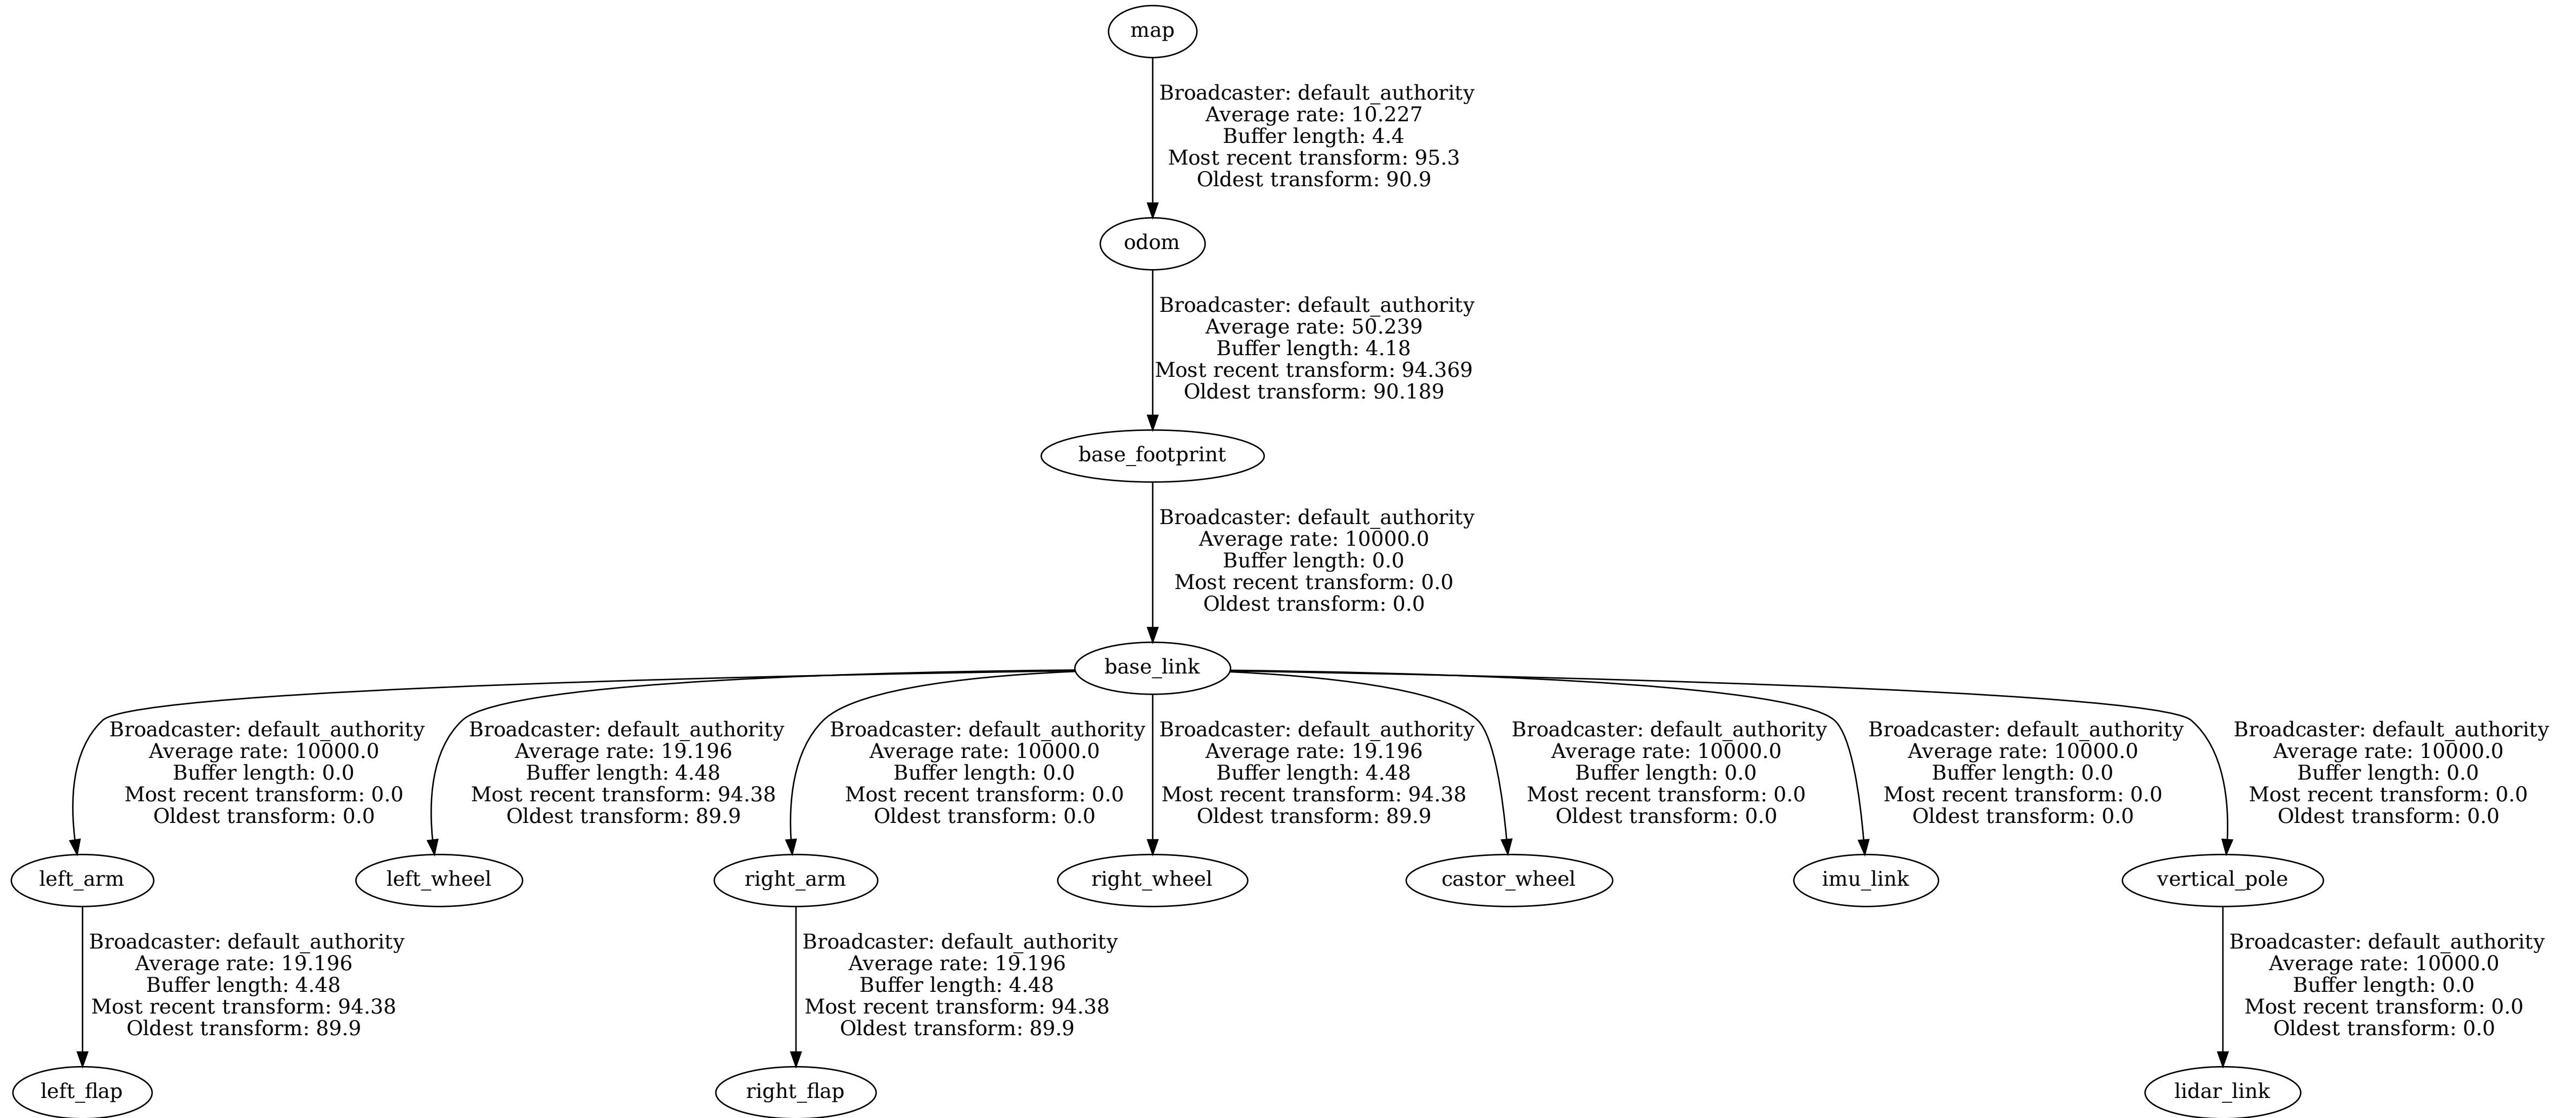 map
Broadcaster: default_authority
Average rate: 10.227
Buffer length: 4.4
Most recent transform: 95.3
Oldest transform: 90.9
odom
Broadcaster: default_authority
Average rate: 50.239
Buffer length: 4.18
Most recent transform: 94.369
Oldest transform: 90.189
base_footprint
Broadcaster: default_authority
Average rate: 10000.0
Buffer length: 0.0
Most recent transform: 0.0
Oldest transform: 0.0
base_link
Broadcaster: default_authority
Average rate: 10000.0
Buffer length: 0.0
Most recent transform: 0.0
Oldest transform: 0.0
Broadcaster: default_authority
Average rate: 19.196
Buffer length: 4.48
Most recent transform: 94.38
Oldest transform: 89.9
Broadcaster: default_authority
Average rate: 10000.0
Buffer length: 0.0
Most recent transform: 0.0
Oldest transform: 0.0
Broadcaster: default_authority
Average rate: 19.196
Buffer length: 4.48
Most recent transform: 94.38
Oldest transform: 89.9
Broadcaster: default_authority
Average rate: 10000.0
Buffer length: 0.0
Most recent transform: 0.0
Oldest transform: 0.0
Broadcaster: default_authority
Average rate: 10000.0
Buffer length: 0.0
Most recent transform: 0.0
Oldest transform: 0.0
Broadcaster: default_authority
Average rate: 10000.0
Buffer length: 0.0
Most recent transform: 0.0
Oldest transform: 0.0
left_arm
left_wheel
right_arm
right_wheel
castor_wheel
imu_link
vertical_pole
Broadcaster: default_authority
Average rate: 19.196
Buffer length: 4.48
Most recent transform: 94.38
Oldest transform: 89.9
Broadcaster: default_authority
Average rate: 19.196
Buffer length: 4.48
Most recent transform: 94.38
Oldest transform: 89.9
Broadcaster: default_authority
Average rate: 10000.0
Buffer length: 0.0
Most recent transform: 0.0
Oldest transform: 0.0
left_flap
right_flap
lidar_link